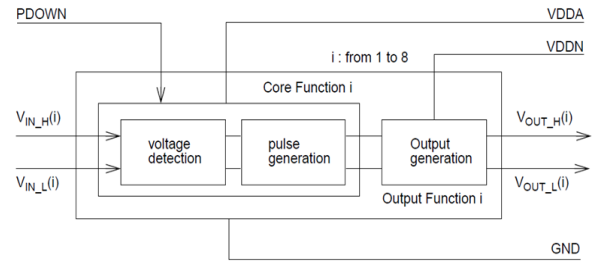 PDOWN
VDDA
VDDN
i : from 1 to 8
Core Function i
V_IN_H(i)
V_OUT_H(i)
voltage
detection
pulse
generation
Output
generation
V_IN_L(i)
V_OUT_L(i)
Output Function i
GND